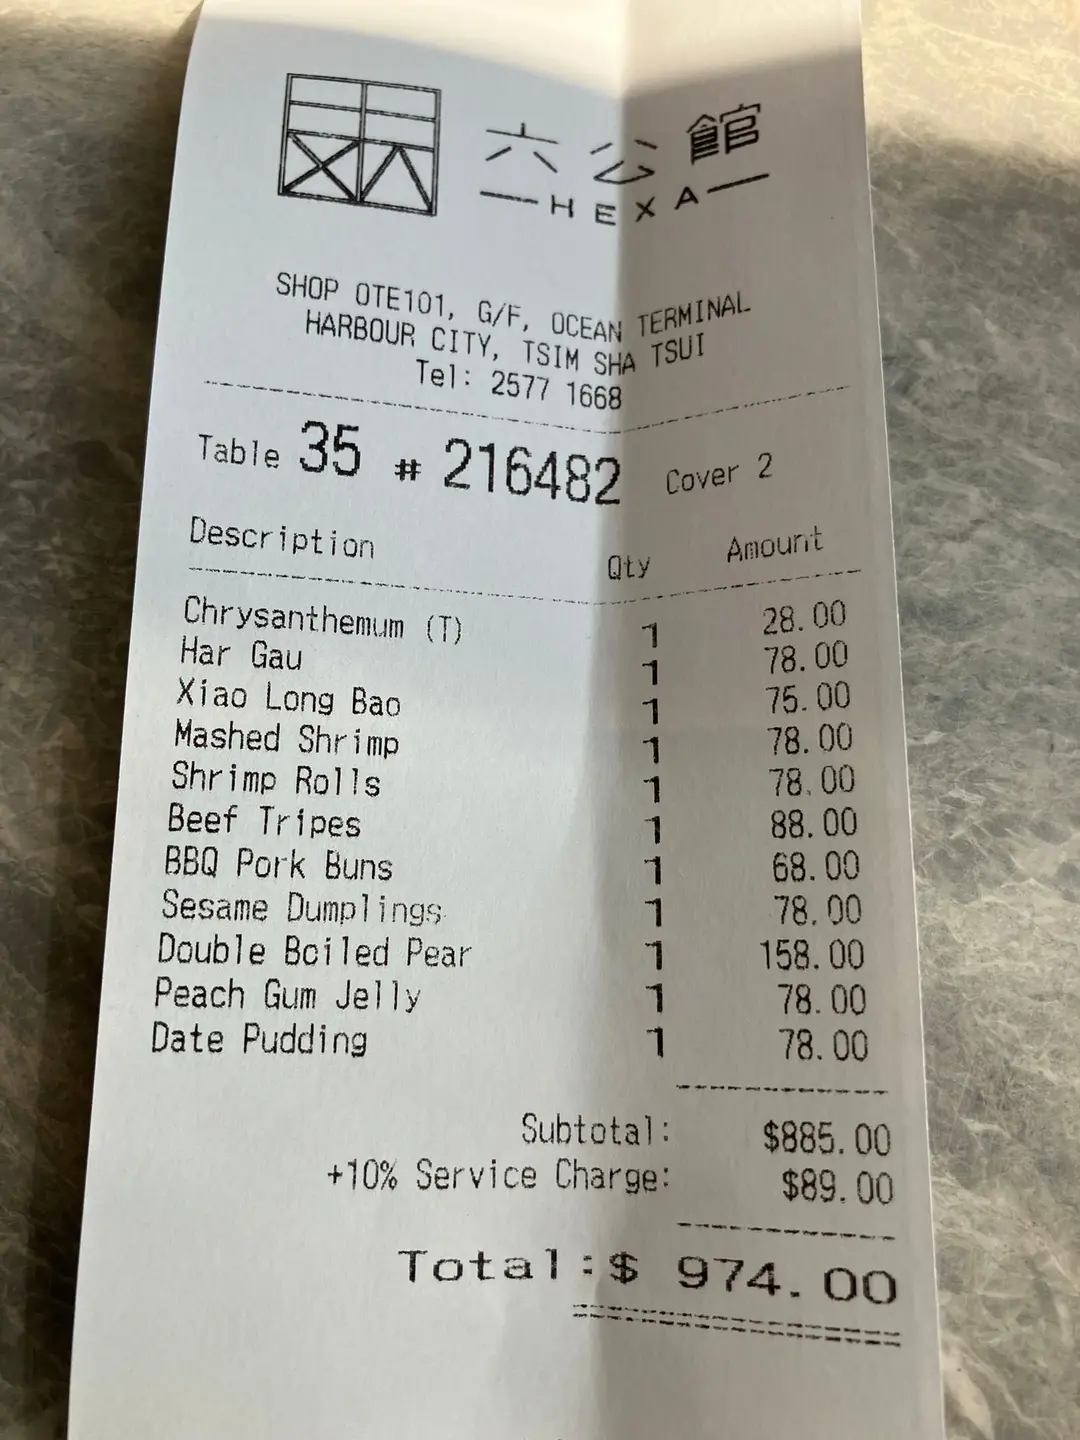 六公館
HEXA
SHOP OTE101, G/F, OCEAN TERMINAL
HARBOUR CITY, TSIM SHA TSUI
Tel: 2577 1668
Table 35 # 216482 Cover 2
Description Qty Amount
Chrysanthemum (T) 1 28.00
Har Gau 1 78.00
Xiao Long Bao 1 75.00
Mashed Shrimp 1 78.00
Shrimp Rolls 1 78.00
Beef Tripes 1 88.00
BBQ Pork Buns 1 68.00
Sesame Dumplings 1 78.00
Double Boiled Pear 1 158.00
Peach Gum Jelly 1 78.00
Date Pudding 1 78.00
Subtotal: $885.00
+10% Service Charge: $89.00
Total:$ 974.00